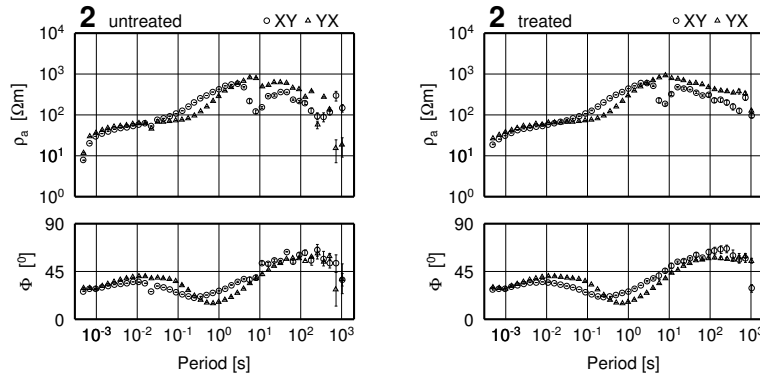 2 untreated ○ XY △ YX
10⁴
10³
10²
10¹
10⁰
ρₐ [Ωm]
90
45
0
Φ [⁰]
10⁻³ 10⁻² 10⁻¹ 10⁰ 10¹ 10² 10³
Period [s]
2 treated ○ XY △ YX
10⁴
10³
10²
10¹
10⁰
ρₐ [Ωm]
90
45
0
Φ [⁰]
10⁻³ 10⁻² 10⁻¹ 10⁰ 10¹ 10² 10³
Period [s]